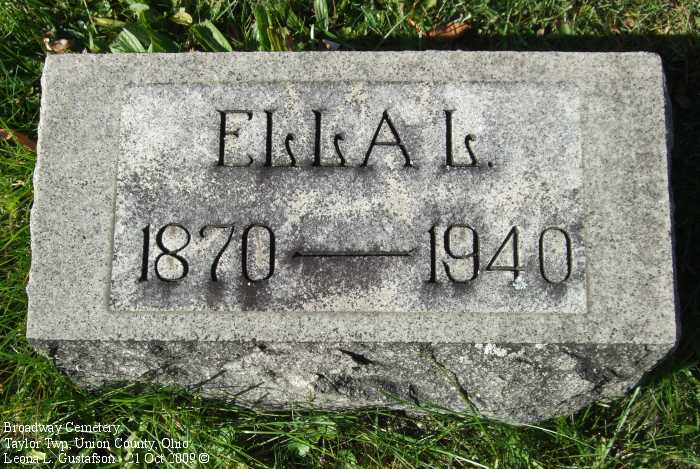 ELLA L.
1870 — 1940
Broadway Cemetery
Taylor Twp. Union County, Ohio
Leona L. Gustafson • 21 Oct 2009 ©